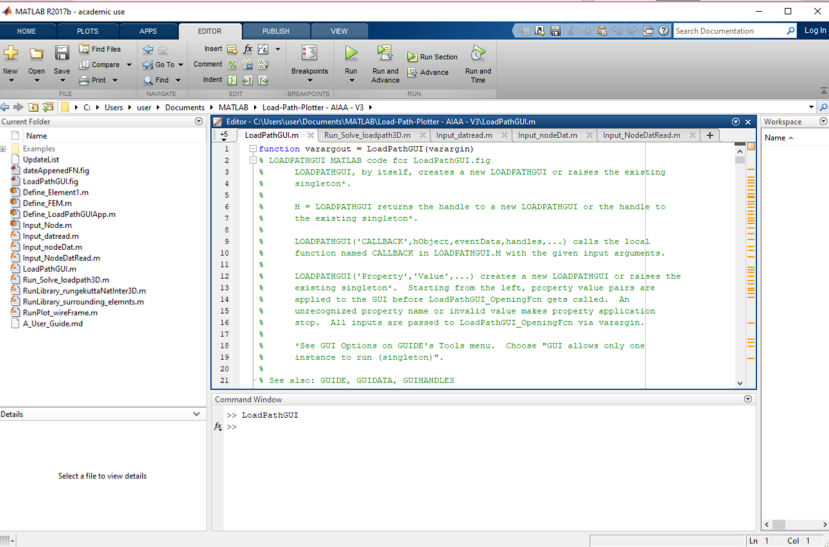 MATLAB R2017b - academic use
HOME PLOTS APPS EDITOR PUBLISH VIEW Search Documentation Log In
New Open Save Find Files Compare Print
Go To Find
Insert Comment Indent
Breakpoints
Run Run and Advance Run Section Advance Run and Time
FILE NAVIGATE EDIT BREAKPOINTS RUN
C: Users user Documents MATLAB Load-Path-Plotter - AIAA - V3
Current Folder
Name
Examples
UpdateList
dateAppenedFN.fig
LoadPathGUI.fig
Define_Element1.m
Define_FEM.m
Define_LoadPathGUIApp.m
Input_Node.m
Input_datread.m
Input_nodeDat.m
Input_NodeDatRead.m
LoadPathGUI.m
Run_Solve_loadpath3D.m
RunLibrary_rungekuttaNatInter3D.m
RunLibrary_surrounding_elemnts.m
RunPlot_wireFrame.m
A_User_Guide.md
Details
Select a file to view details
Editor - C:\Users\user\Documents\MATLAB\Load-Path-Plotter - AIAA - V3\LoadPathGUI.m
+5 LoadPathGUI.m Run_Solve_loadpath3D.m Input_datread.m Input_nodeDat.m Input_NodeDatRead.m +
1 function varargout = LoadPathGUI(varargin)
2 % LOADPATHGUI MATLAB code for LoadPathGUI.fig
3 % LOADPATHGUI, by itself, creates a new LOADPATHGUI or raises the existing
4 % singleton*.
5 %
6 % H = LOADPATHGUI returns the handle to a new LOADPATHGUI or the handle to
7 % the existing singleton*.
8 %
9 % LOADPATHGUI('CALLBACK',hObject,eventData,handles,...) calls the local
10 % function named CALLBACK in LOADPATHGUI.M with the given input arguments.
11 %
12 % LOADPATHGUI('Property','Value',...) creates a new LOADPATHGUI or raises the
13 % existing singleton*. Starting from the left, property value pairs are
14 % applied to the GUI before LoadPathGUI_OpeningFcn gets called. An
15 % unrecognized property name or invalid value makes property application
16 % stop. All inputs are passed to LoadPathGUI_OpeningFcn via varargin.
17 %
18 % *See GUI Options on GUIDE's Tools menu. Choose "GUI allows only one
19 % instance to run (singleton)".
20 %
21 % See also: GUIDE, GUIDATA, GUIHANDLES
Command Window
>> LoadPathGUI
fx >>
Workspace
Name
Ln 1 Col 1